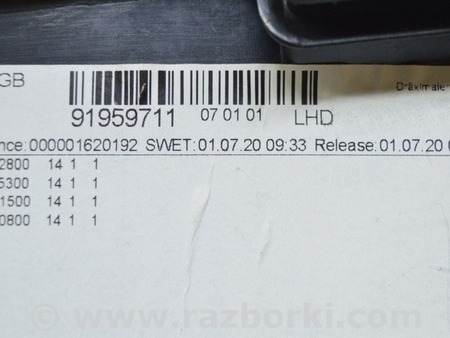 GB
Dräxlmaier
91959711 07 01 01 LHD
nce:000001620192 SWET:01.07.20 09:33 Release:01.07.20
2800 14 1 1
5300 14 1 1
1500 14 1 1
0800 14 1 1
www.razborki.com